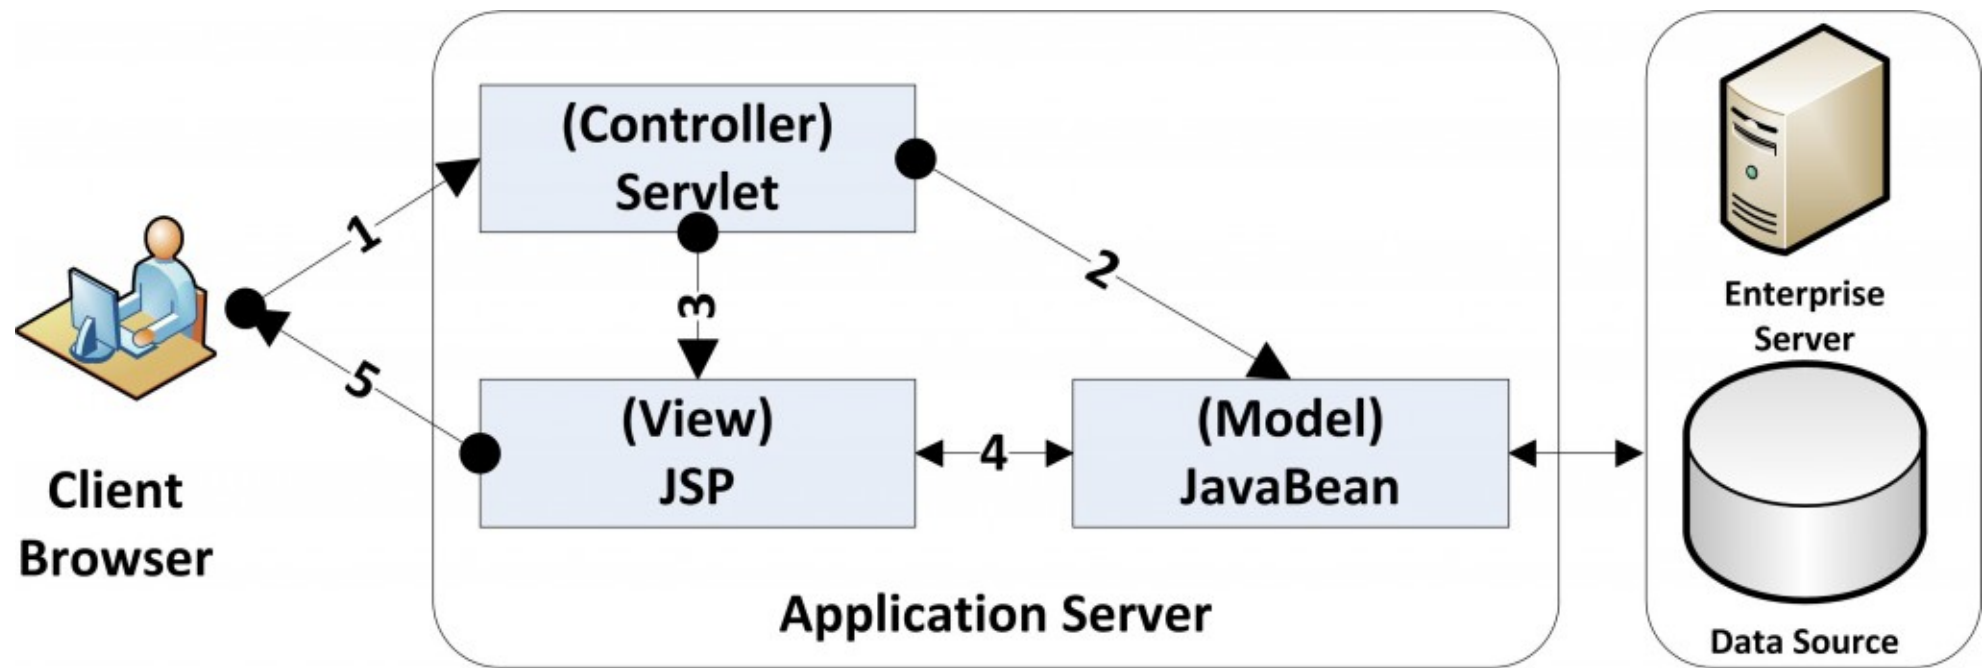 (Controller)
Servlet
1
2
3
5
(View)
JSP
4
(Model)
JavaBean
Client
Browser
Application Server
Enterprise
Server
Data Source